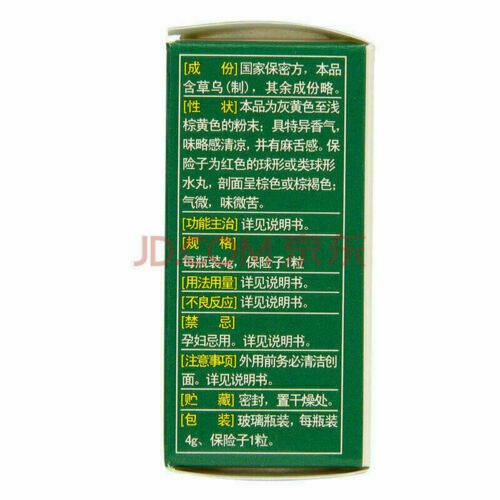 [成 份]国家保密方，本品
含草乌(制)，其余成份略。
[性 状]本品为灰黄色至浅
棕黄色的粉末；具特异香气，
味略感清凉，并有麻舌感。保
险子为红色的球形或类球形
水丸，剖面呈棕色或棕褐色；
气微，味微苦。
[功能主治]详见说明书。
JD.COM 京东
[规 格]
每瓶装4g，保险子1粒
[用法用量]详见说明书。
[不良反应]详见说明书。
[禁 忌]
孕妇忌用。详见说明书。
[注意事项]外用前务必清洁创
面。详见说明书。
[贮 藏]密封，置干燥处。
[包 装]玻璃瓶装，每瓶装
4g、保险子1粒。